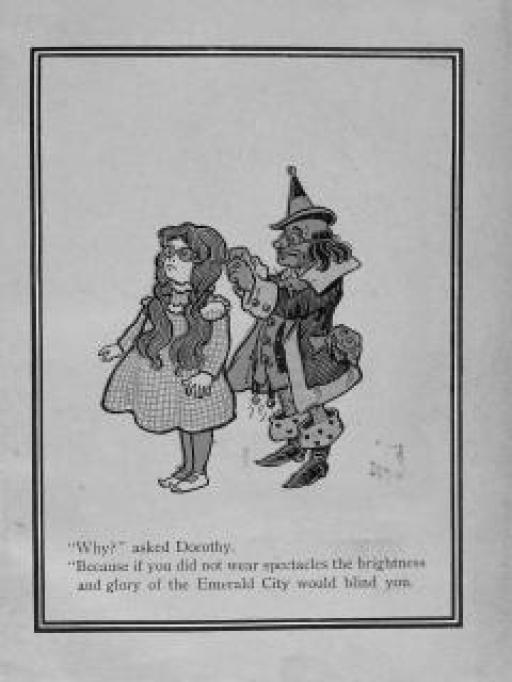 "Why?" asked Dorothy.
"Because if you did not wear spectacles the brightness
and glory of the Emerald City would blind you.